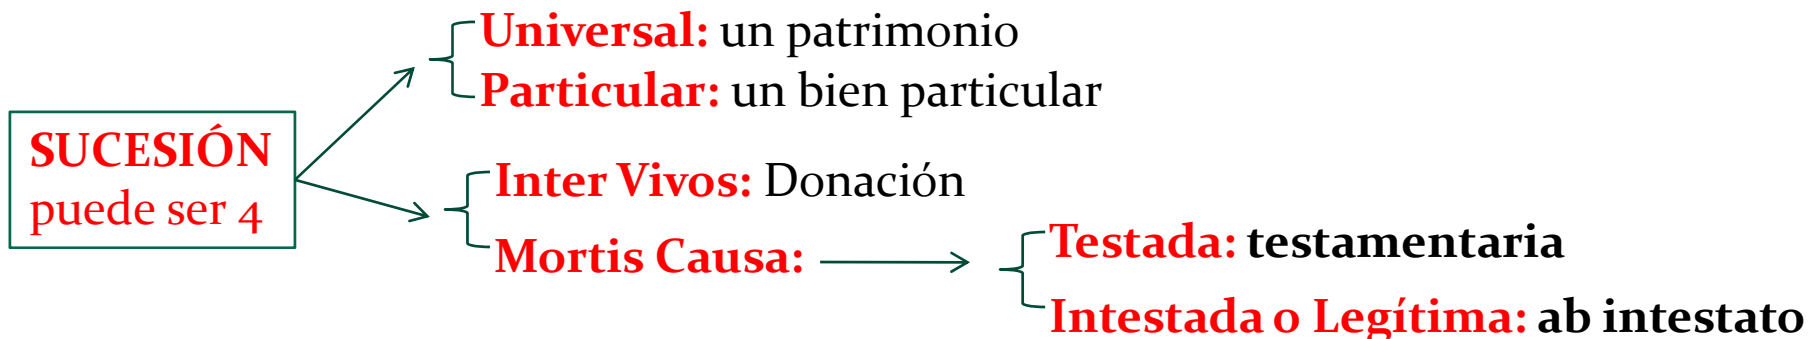 Universal: un patrimonio
Particular: un bien particular
SUCESIÓN
puede ser 4
Inter Vivos: Donación
Mortis Causa:
Testada: testamentaria
Intestada o Legítima: ab intestato